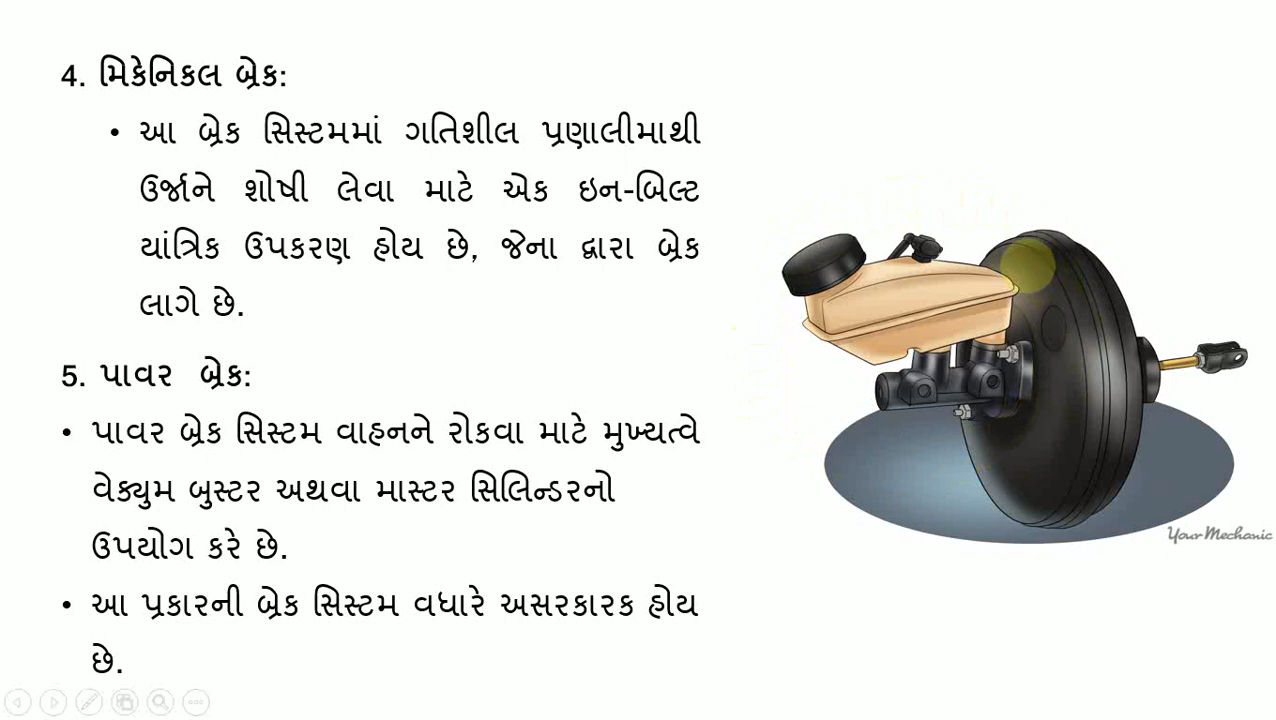 4. મિકેનિકલ બ્રેક:
• આ બ્રેક સિસ્ટમમાં ગતિશીલ પ્રણાલીમાથી
ઉર્જાને શોષી લેવા માટે એક ઇન-બિલ્ટ
યાંત્રિક ઉપકરણ હોય છે, જેના દ્વારા બ્રેક
લાગે છે.
5. પાવર બ્રેક:
• પાવર બ્રેક સિસ્ટમ વાહનને રોકવા માટે મુખ્યત્વે
વેક્યુમ બુસ્ટર અથવા માસ્ટર સિલિન્ડરનો
ઉપયોગ કરે છે.
• આ પ્રકારની બ્રેક સિસ્ટમ વધારે અસરકારક હોય
છે.
YourMechanic